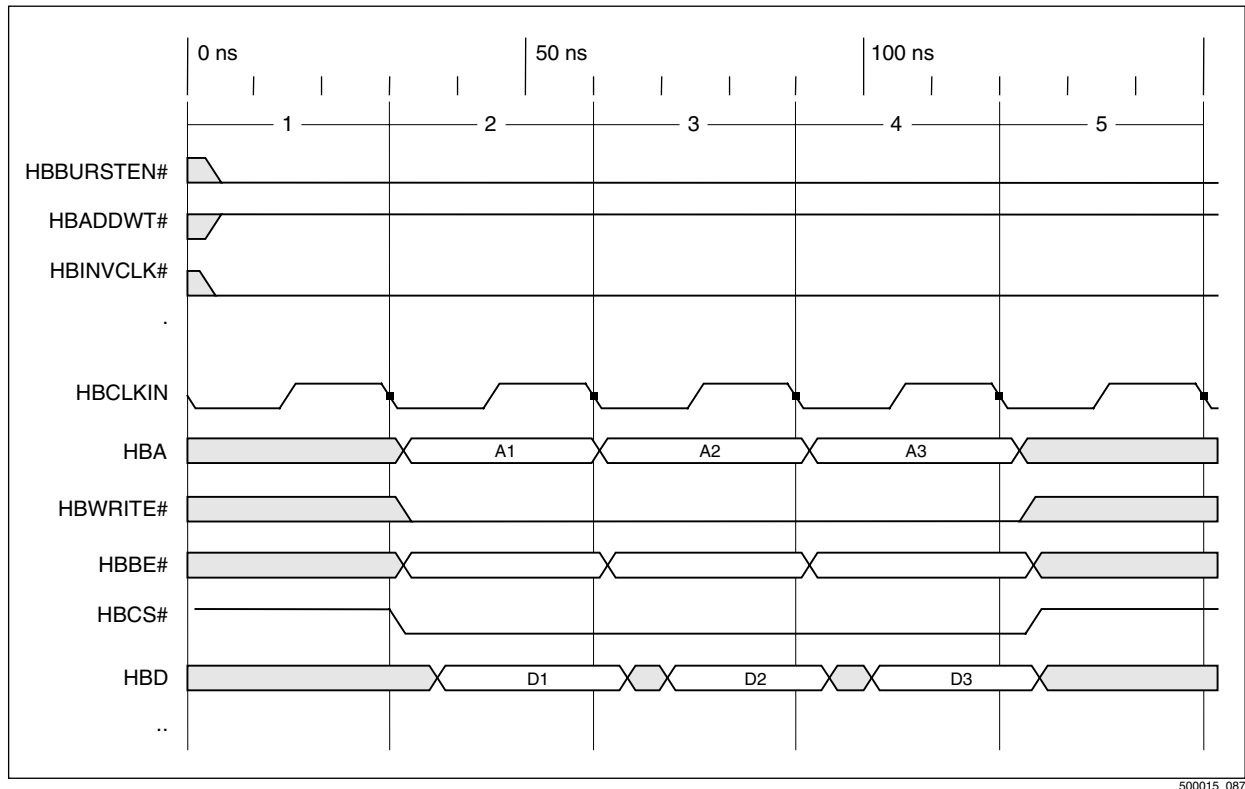 0 ns 50 ns 100 ns
1 2 3 4 5
HBBURSTEN#
HBADDWT#
HBINVCLK#
.
HBCLKIN
HBA A1 A2 A3
HBWRITE#
HBBE#
HBCS#
HBD D1 D2 D3
..
500015_087